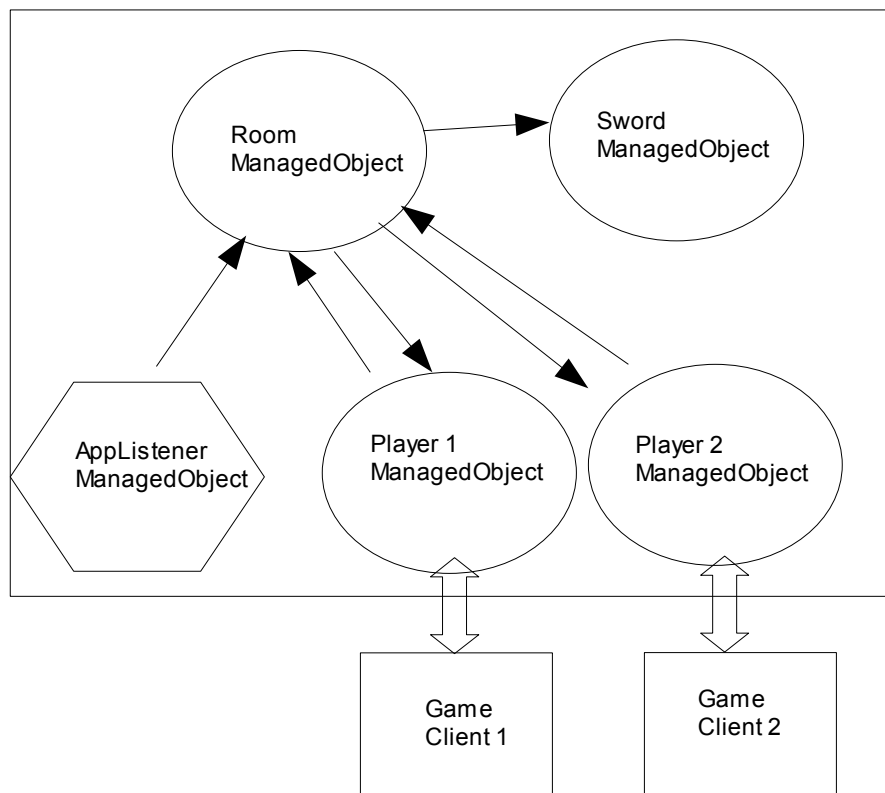 Room
ManagedObject
Sword
ManagedObject
AppListener
ManagedObject
Player 1
ManagedObject
Player 2
ManagedObject
Game
Client 1
Game
Client 2